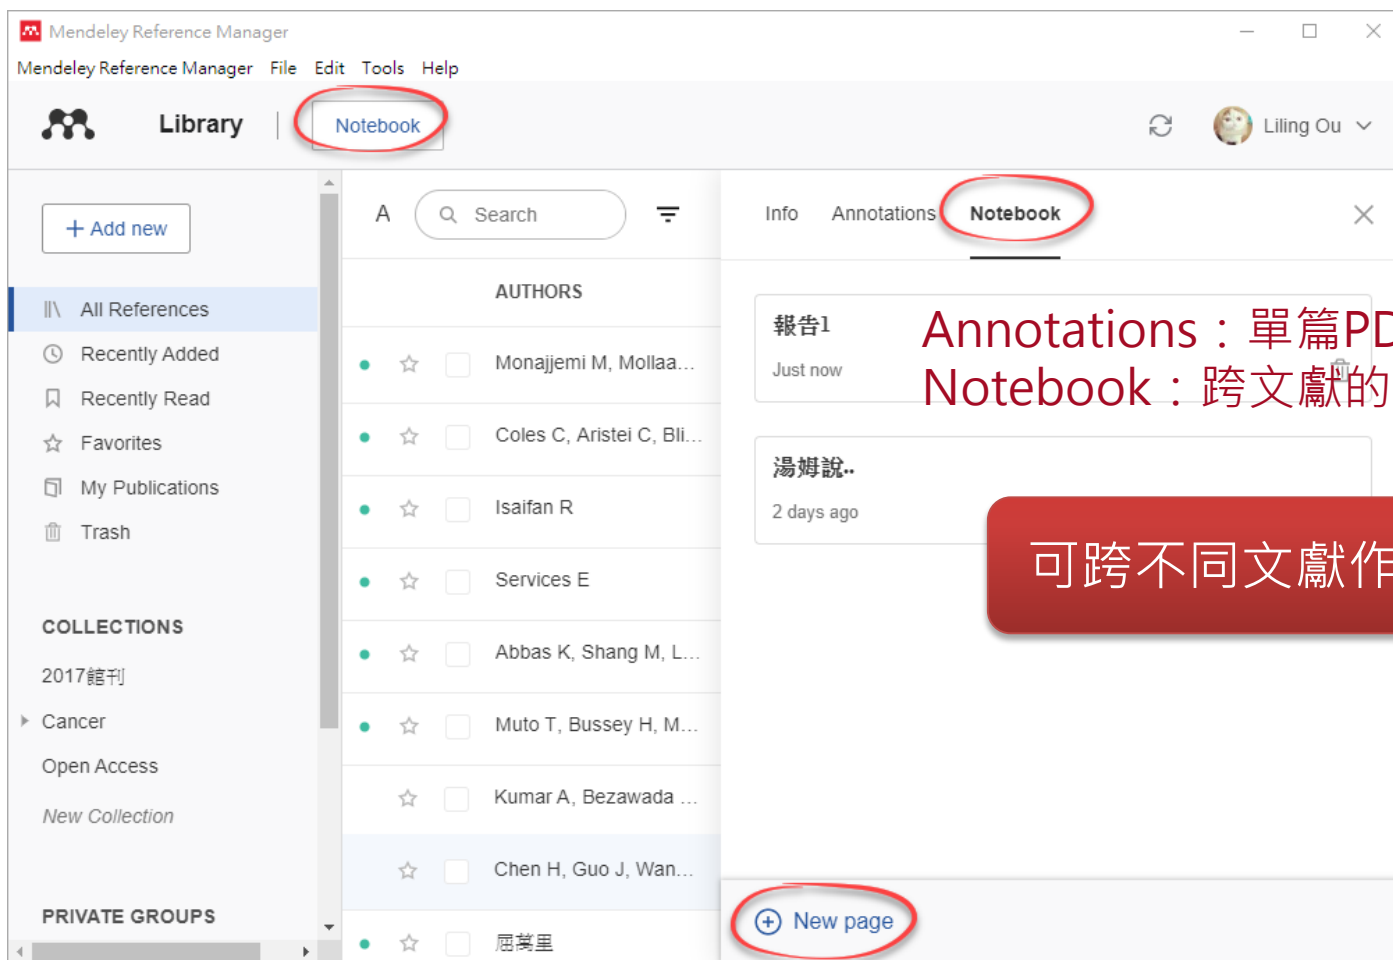 Mendeley Reference Manager
Mendeley Reference Manager File Edit Tools Help
Library
Notebook
Liling Ou
+ Add new
All References
Recently Added
Recently Read
Favorites
My Publications
Trash
COLLECTIONS
2017館刊
Cancer
Open Access
New Collection
PRIVATE GROUPS
A
Search
AUTHORS
Monajjemi M, Mollaa...
Coles C, Aristei C, Bli...
Isaifan R
Services E
Abbas K, Shang M, L...
Muto T, Bussey H, M...
Kumar A, Bezawada ...
Chen H, Guo J, Wan...
屈萬里
Info Annotations Notebook
報告1
Just now
Annotations：單篇PD
Notebook：跨文獻的
湯姆說..
2 days ago
可跨不同文獻作
New page